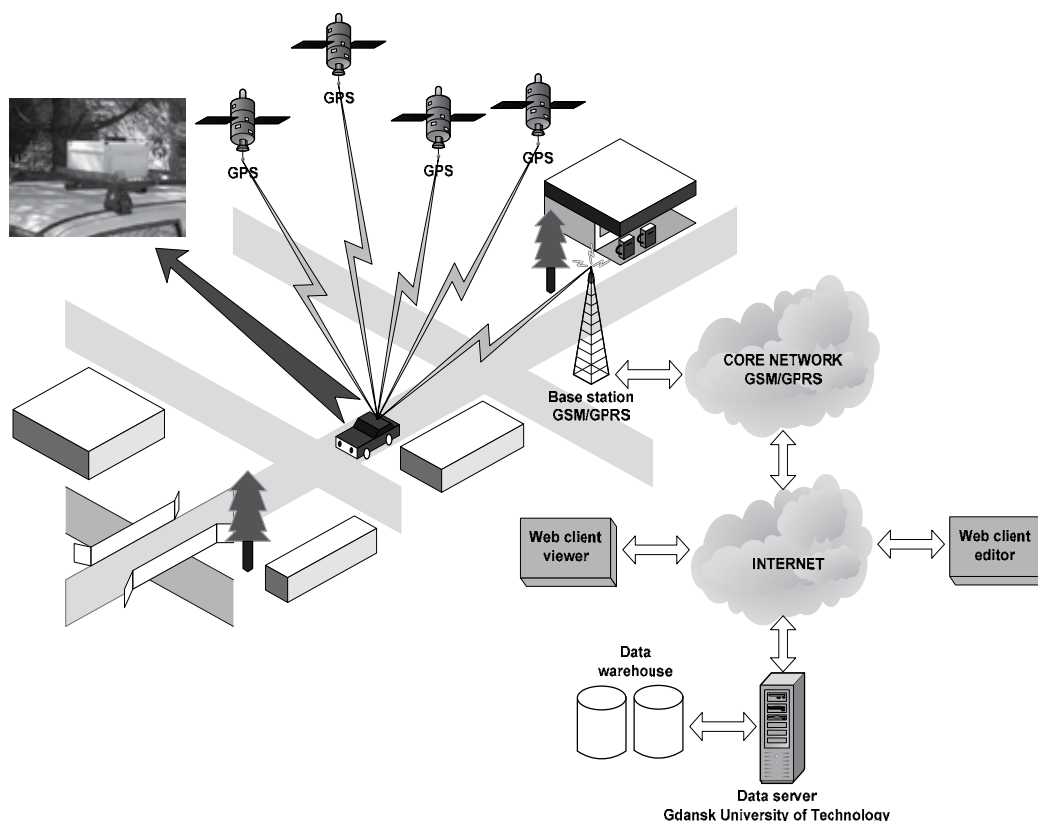 GPS
GPS
GPS
GPS
CORE NETWORK
GSM/GPRS
Base station
GSM/GPRS
Web client
viewer
INTERNET
Web client
editor
Data
warehouse
Data server
Gdansk University of Technology